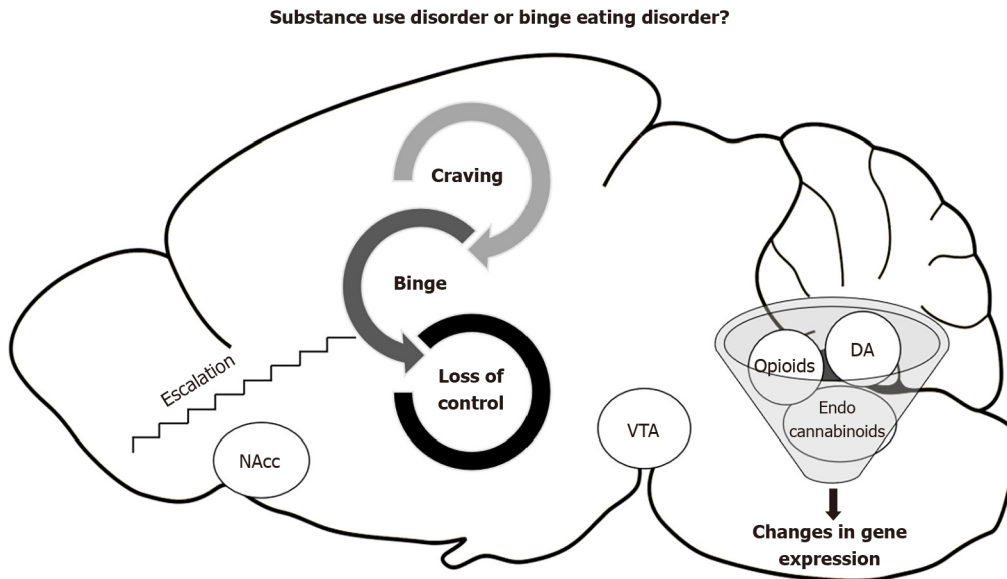 Substance use disorder or binge eating disorder?
Craving
Binge
Loss of
control
Escalation
NAcc
VTA
Opioids
DA
Endo
cannabinoids
Changes in gene
expression